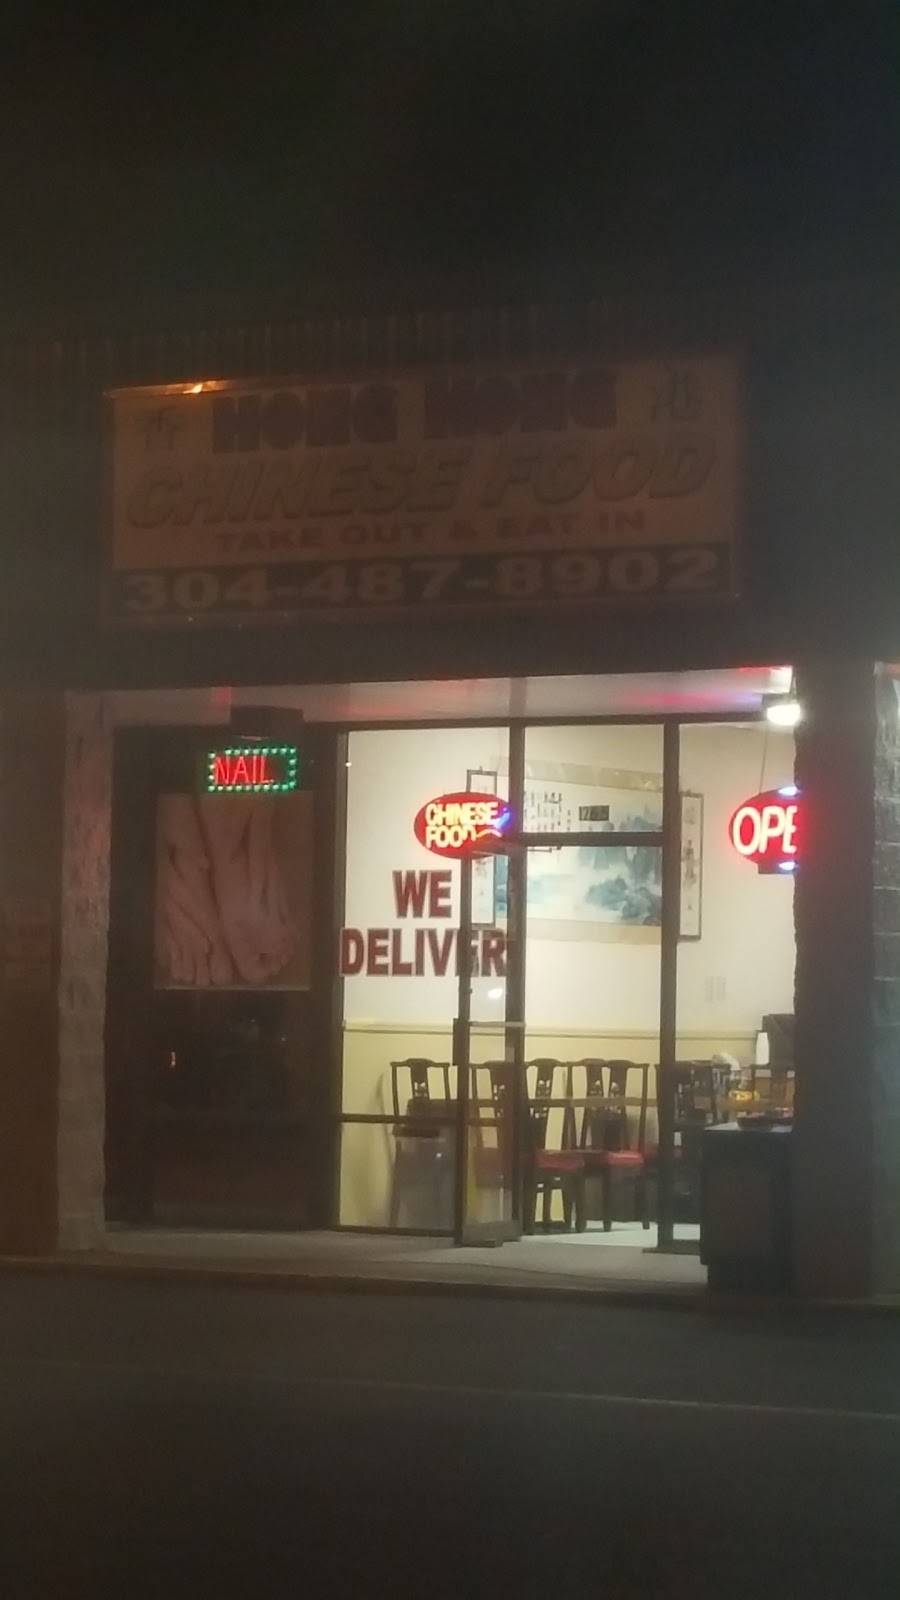 HONG KONG
CHINESE FOOD
TAKE OUT & EAT IN
304-487-8902
NAIL
CHINESE
FOOD
OPE
WE
DELIVER